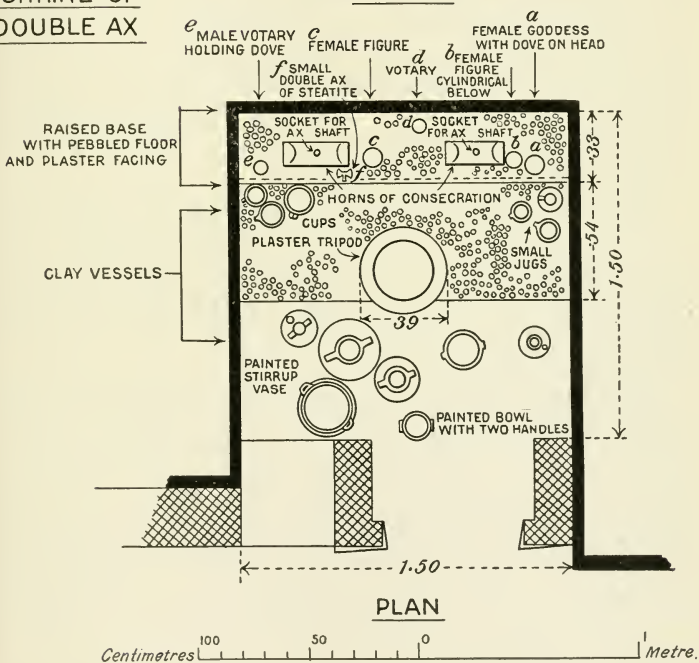 DOUBLE AX
e MALE VOTARY
HOLDING DOVE
c
FEMALE FIGURE
f SMALL
DOUBLE AX
OF STEATITE
d
VOTARY
b FEMALE
FIGURE
CYLINDRICAL
BELOW
a
FEMALE GODDESS
WITH DOVE ON HEAD
RAISED BASE
WITH PEBBLED FLOOR
AND PLASTER FACING
SOCKET FOR
AX SHAFT
d
SOCKET
FOR AX SHAFT
e
c
f
b
a
HORNS OF CONSECRATION
CUPS
PLASTER TRIPOD
SMALL
JUGS
CLAY VESSELS
39
33
54
1.50
PAINTED
STIRRUP
VASE
PAINTED BOWL
WITH TWO HANDLES
1.50
PLAN
Centimetres 100 50 0 1 Metre